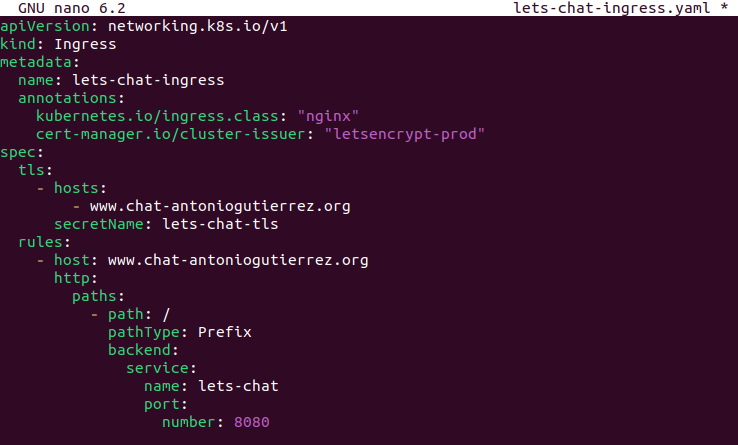 GNU nano 6.2 lets-chat-ingress.yaml *
apiVersion: networking.k8s.io/v1
kind: Ingress
metadata:
  name: lets-chat-ingress
  annotations:
    kubernetes.io/ingress.class: "nginx"
    cert-manager.io/cluster-issuer: "letsencrypt-prod"
spec:
  tls:
    - hosts:
        - www.chat-antoniogutierrez.org
      secretName: lets-chat-tls
  rules:
    - host: www.chat-antoniogutierrez.org
      http:
        paths:
          - path: /
            pathType: Prefix
            backend:
              service:
                name: lets-chat
                port:
                  number: 8080